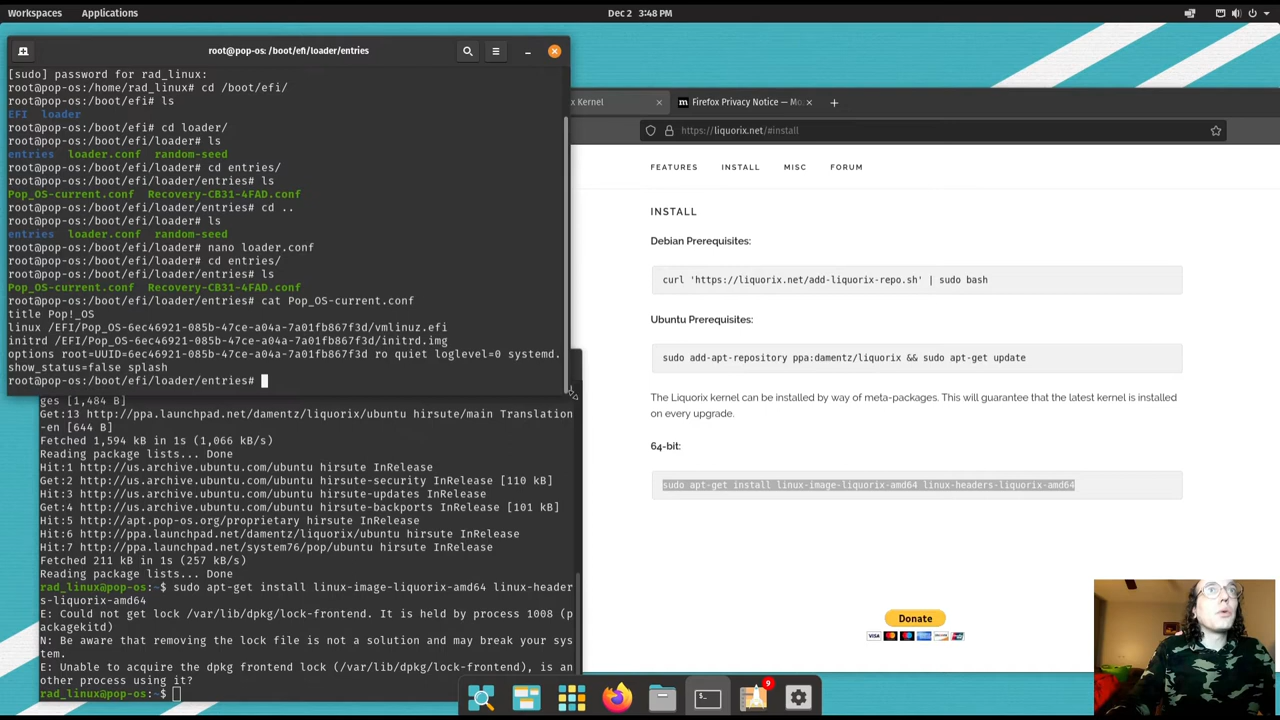 Workspaces Applications
Dec 2 3:48 PM
root@pop-os: /boot/efi/loader/entries
[sudo] password for rad_linux:
root@pop-os:/home/rad_linux# cd /boot/efi/
root@pop-os:/boot/efi# ls
EFI loader
root@pop-os:/boot/efi# cd loader/
root@pop-os:/boot/efi/loader# ls
entries loader.conf random-seed
root@pop-os:/boot/efi/loader# cd entries/
root@pop-os:/boot/efi/loader/entries# ls
Pop_OS-current.conf Recovery-CB31-4FAD.conf
root@pop-os:/boot/efi/loader/entries# cd ..
root@pop-os:/boot/efi/loader# ls
entries loader.conf random-seed
root@pop-os:/boot/efi/loader# nano loader.conf
root@pop-os:/boot/efi/loader# cd entries/
root@pop-os:/boot/efi/loader/entries# ls
Pop_OS-current.conf Recovery-CB31-4FAD.conf
root@pop-os:/boot/efi/loader/entries# cat Pop_OS-current.conf
title Pop!_OS
linux /EFI/Pop_OS-6ec46921-085b-47ce-a04a-7a01fb867f3d/vmlinuz.efi
initrd /EFI/Pop_OS-6ec46921-085b-47ce-a04a-7a01fb867f3d/initrd.img
options root=UUID=6ec46921-085b-47ce-a04a-7a01fb867f3d ro quiet loglevel=0 systemd.
show_status=false splash
root@pop-os:/boot/efi/loader/entries#
ges [1,484 B]
Get:13 http://ppa.launchpad.net/damentz/liquorix/ubuntu hirsute/main Translation
-en [644 B]
Fetched 1,594 kB in 1s (1,066 kB/s)
Reading package lists... Done
Hit:1 http://us.archive.ubuntu.com/ubuntu hirsute InRelease
Get:2 http://us.archive.ubuntu.com/ubuntu hirsute-security InRelease [110 kB]
Hit:3 http://us.archive.ubuntu.com/ubuntu hirsute-updates InRelease
Get:4 http://us.archive.ubuntu.com/ubuntu hirsute-backports InRelease [101 kB]
Hit:5 http://apt.pop-os.org/proprietary hirsute InRelease
Hit:6 http://ppa.launchpad.net/damentz/liquorix/ubuntu hirsute InRelease
Hit:7 http://ppa.launchpad.net/system76/pop/ubuntu hirsute InRelease
Fetched 211 kB in 1s (257 kB/s)
Reading package lists... Done
rad_linux@pop-os:~$ sudo apt-get install linux-image-liquorix-amd64 linux-header
s-liquorix-amd64
E: Could not get lock /var/lib/dpkg/lock-frontend. It is held by process 1008 (p
ackagekitd)
N: Be aware that removing the lock file is not a solution and may break your sys
tem.
E: Unable to acquire the dpkg frontend lock (/var/lib/dpkg/lock-frontend), is an
other process using it?
rad_linux@pop-os:~$
x Kernel
m Firefox Privacy Notice — Mo
https://liquorix.net/#install
FEATURES INSTALL MISC FORUM
INSTALL
Debian Prerequisites:
curl 'https://liquorix.net/add-liquorix-repo.sh' | sudo bash
Ubuntu Prerequisites:
sudo add-apt-repository ppa:damentz/liquorix && sudo apt-get update
The Liquorix kernel can be installed by way of meta-packages. This will guarantee that the latest kernel is installed
on every upgrade.
64-bit:
sudo apt-get install linux-image-liquorix-amd64 linux-headers-liquorix-amd64
Donate
VISA
9